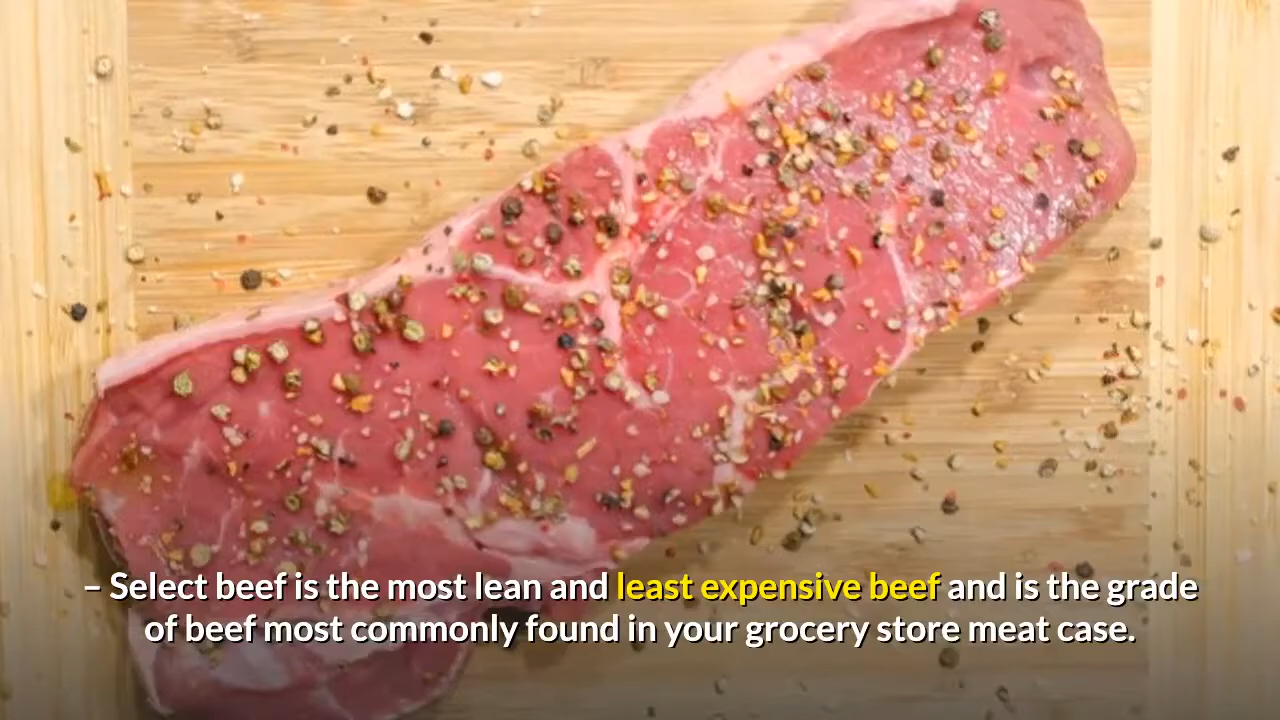 – Select beef is the most lean and least expensive beef and is the grade
of beef most commonly found in your grocery store meat case.